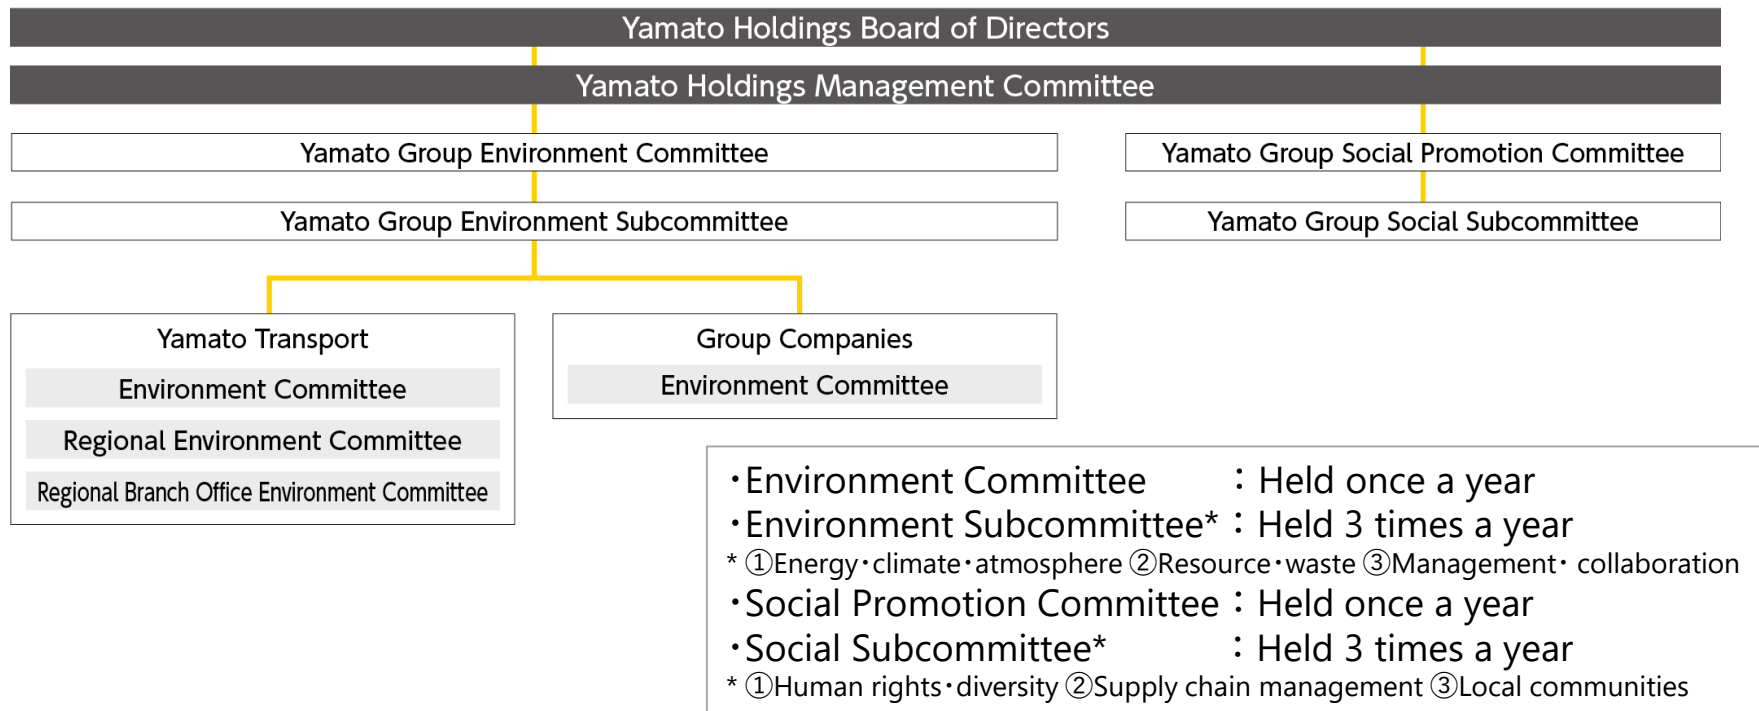 Yamato Holdings Board of Directors
Yamato Holdings Management Committee
Yamato Group Environment Committee
Yamato Group Social Promotion Committee
Yamato Group Environment Subcommittee
Yamato Group Social Subcommittee
Yamato Transport
Environment Committee
Regional Environment Committee
Regional Branch Office Environment Committee
Group Companies
Environment Committee
・Environment Committee ：Held once a year
・Environment Subcommittee*：Held 3 times a year
* ①Energy・climate・atmosphere ②Resource・waste ③Management・ collaboration
・Social Promotion Committee：Held once a year
・Social Subcommittee* ：Held 3 times a year
* ①Human rights・diversity ②Supply chain management ③Local communities